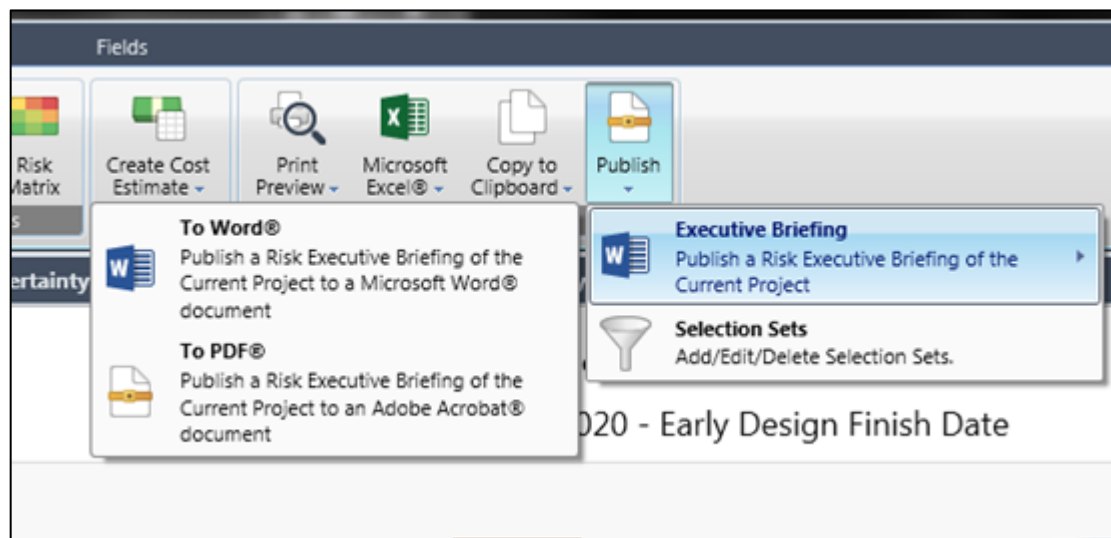 Fields
Risk
Matrix
Create Cost
Estimate
Print
Preview
Microsoft
Excel®
Copy to
Clipboard
Publish
s
To Word®
Publish a Risk Executive Briefing of the
Current Project to a Microsoft Word®
document
To PDF®
Publish a Risk Executive Briefing of the
Current Project to an Adobe Acrobat®
document
Executive Briefing
Publish a Risk Executive Briefing of the
Current Project
Selection Sets
Add/Edit/Delete Selection Sets.
ertainty
020 - Early Design Finish Date